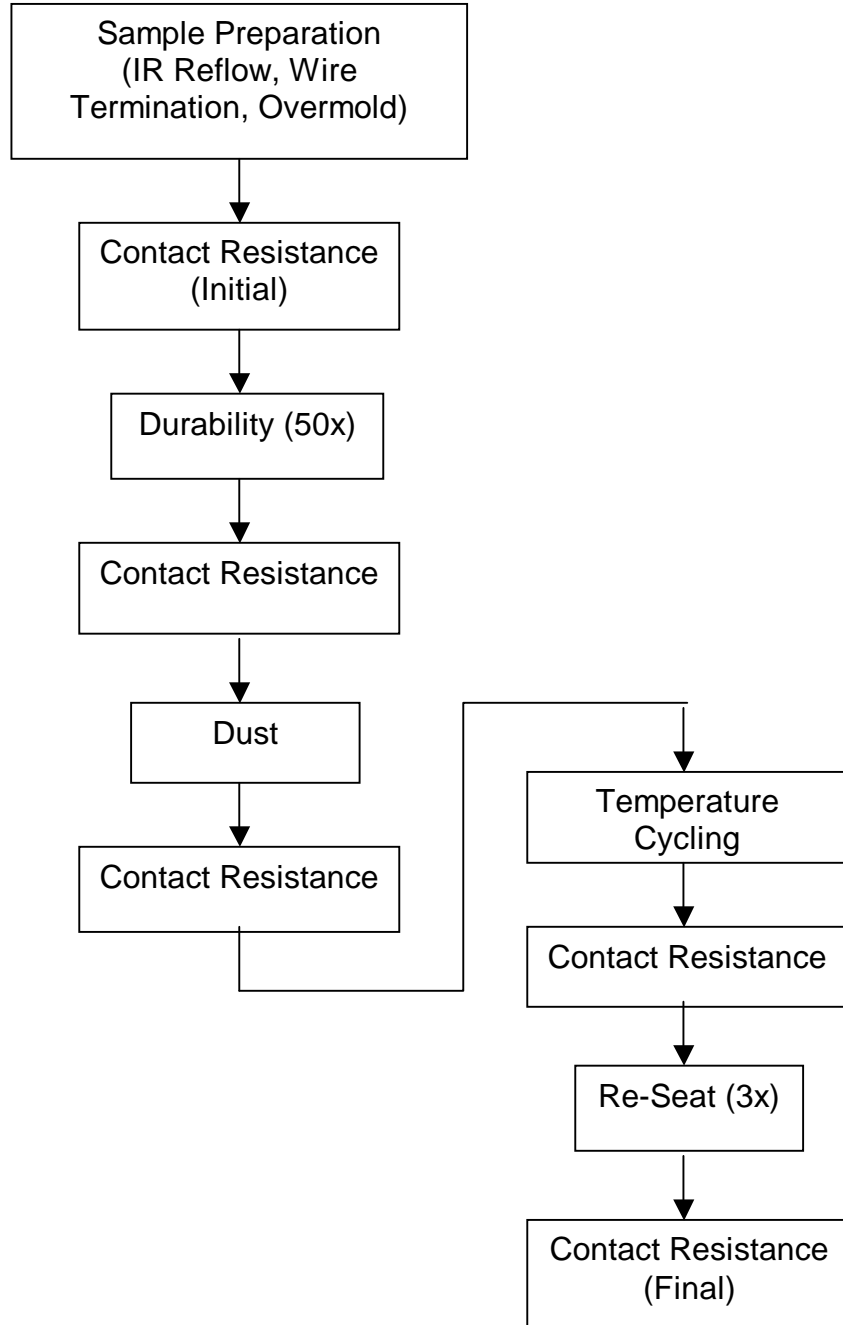 Sample Preparation
(IR Reflow, Wire
Termination, Overmold)
Contact Resistance
(Initial)
Durability (50x)
Contact Resistance
Dust
Contact Resistance
Temperature
Cycling
Contact Resistance
Re-Seat (3x)
Contact Resistance
(Final)